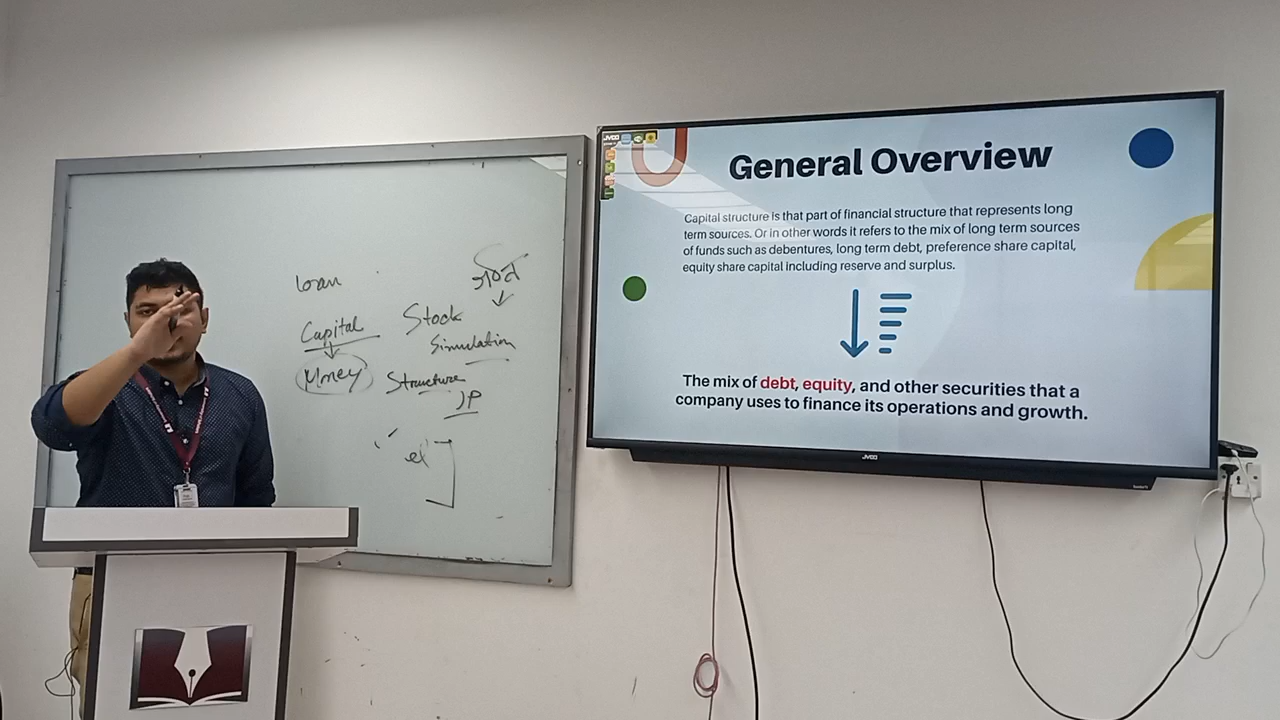 loan
Capital
Money
Stock
Simulation
Structure
JP
el
General Overview
Capital structure is that part of financial structure that represents long
term sources. Or in other words it refers to the mix of long term sources
of funds such as debentures, long term debt, preference share capital,
equity share capital including reserve and surplus.
The mix of debt, equity, and other securities that a
company uses to finance its operations and growth.
JVCO